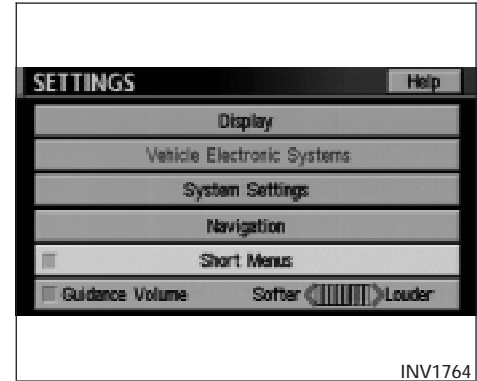 SETTINGS Help
Display
Vehicle Electronic Systems
System Settings
Navigation
Short Menus
Guidance Volume Softer Louder
INV1764